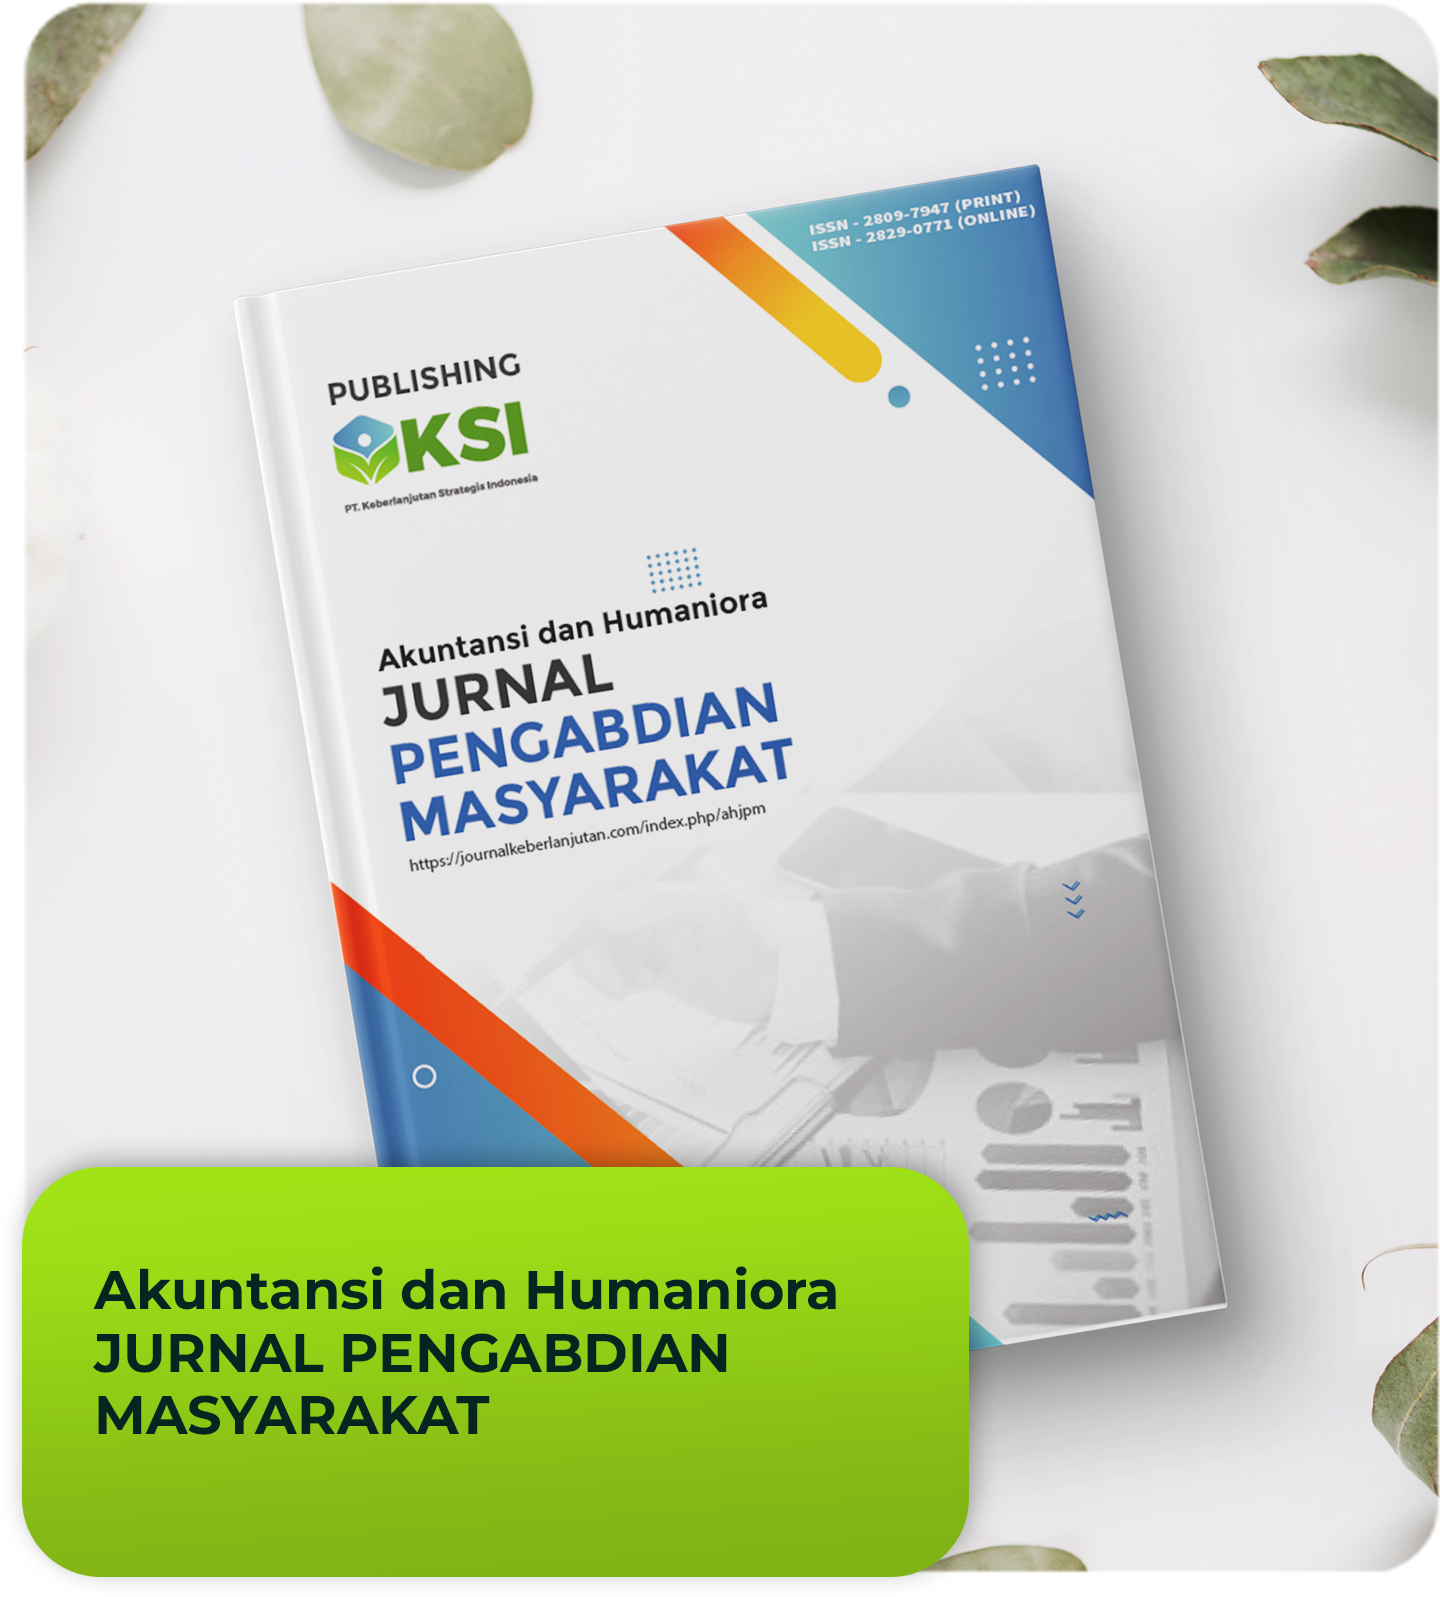 ISSN - 2809-7947 (PRINT)
ISSN - 2829-0771 (ONLINE)
PUBLISHING
KSI
PT. Keberlanjutan Strategis Indonesia
Akuntansi dan Humaniora
JURNAL
PENGABDIAN
MASYARAKAT
https://journalkeberlanjutan.com/index.php/ahjpm
Akuntansi dan Humaniora
JURNAL PENGABDIAN
MASYARAKAT